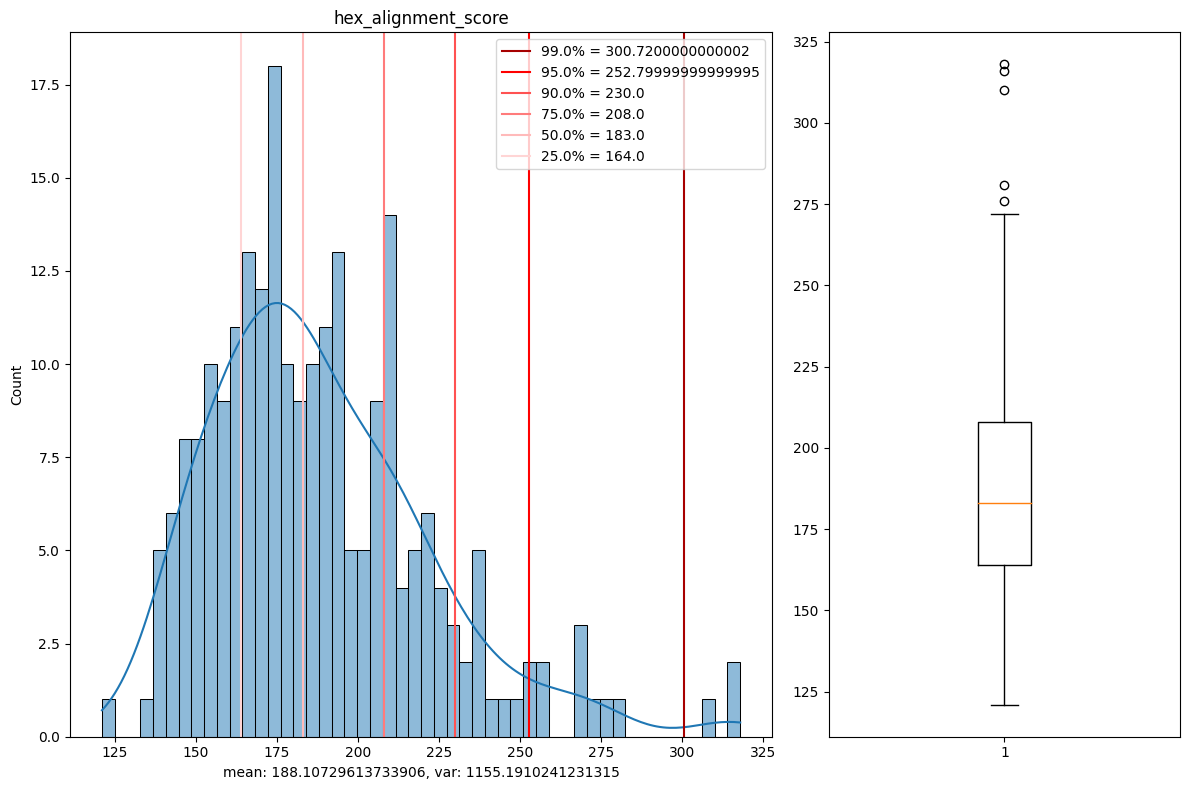 hex_alignment_score
99.0% = 300.7200000000002
95.0% = 252.79999999999995
90.0% = 230.0
75.0% = 208.0
50.0% = 183.0
25.0% = 164.0
Count
17.5
15.0
12.5
10.0
7.5
5.0
2.5
0.0
125 150 175 200 225 250 275 300 325
mean: 188.10729613733906, var: 1155.1910241231315
325
300
275
250
225
200
175
150
125
1